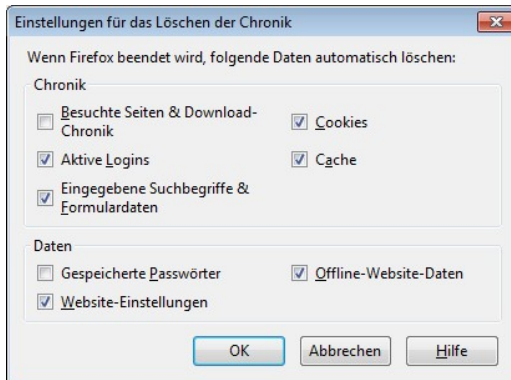 Einstellungen für das Löschen der Chronik
Wenn Firefox beendet wird, folgende Daten automatisch löschen:
Chronik
Besuchte Seiten & Download-
Chronik
Cookies
Aktive Logins
Cache
Eingegebene Suchbegriffe &
Formulardaten
Daten
Gespeicherte Passwörter
Offline-Website-Daten
Website-Einstellungen
OK
Abbrechen
Hilfe